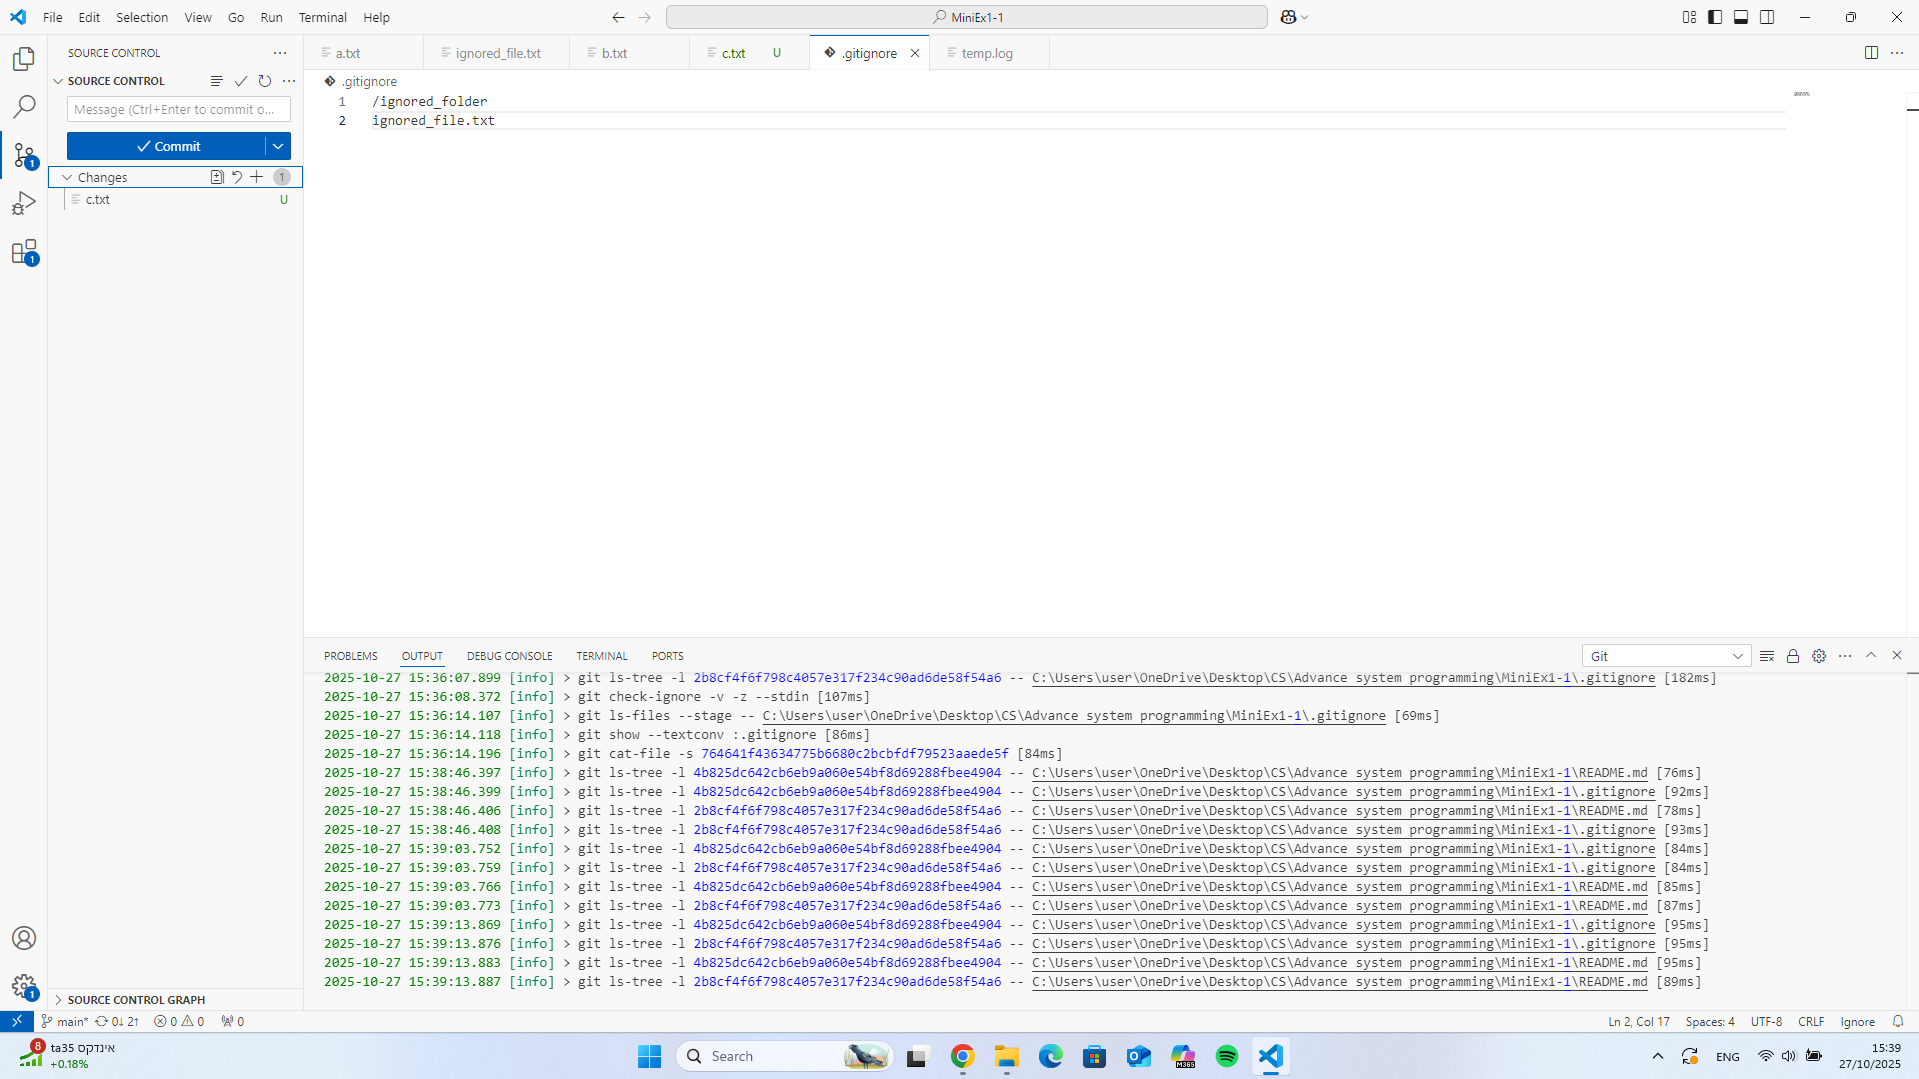 File Edit Selection View Go Run Terminal Help
MiniEx1-1
SOURCE CONTROL
SOURCE CONTROL
Message (Ctrl+Enter to commit o...
Commit
Changes 1
c.txt U
1
1
1
SOURCE CONTROL GRAPH
a.txt ignored_file.txt b.txt c.txt U .gitignore temp.log
.gitignore
1 /ignored_folder
2 ignored_file.txt
PROBLEMS OUTPUT DEBUG CONSOLE TERMINAL PORTS Git
2025-10-27 15:36:07.899 [info] > git ls-tree -l 2b8cf4f6f798c4057e317f234c90ad6de58f54a6 -- C:\Users\user\OneDrive\Desktop\CS\Advance system programming\MiniEx1-1\.gitignore [182ms]
2025-10-27 15:36:08.372 [info] > git check-ignore -v -z --stdin [107ms]
2025-10-27 15:36:14.107 [info] > git ls-files --stage -- C:\Users\user\OneDrive\Desktop\CS\Advance system programming\MiniEx1-1\.gitignore [69ms]
2025-10-27 15:36:14.118 [info] > git show --textconv :.gitignore [86ms]
2025-10-27 15:36:14.196 [info] > git cat-file -s 764641f43634775b6680c2bcbfdf79523aaede5f [84ms]
2025-10-27 15:38:46.397 [info] > git ls-tree -l 4b825dc642cb6eb9a060e54bf8d69288fbee4904 -- C:\Users\user\OneDrive\Desktop\CS\Advance system programming\MiniEx1-1\README.md [76ms]
2025-10-27 15:38:46.399 [info] > git ls-tree -l 4b825dc642cb6eb9a060e54bf8d69288fbee4904 -- C:\Users\user\OneDrive\Desktop\CS\Advance system programming\MiniEx1-1\.gitignore [92ms]
2025-10-27 15:38:46.406 [info] > git ls-tree -l 2b8cf4f6f798c4057e317f234c90ad6de58f54a6 -- C:\Users\user\OneDrive\Desktop\CS\Advance system programming\MiniEx1-1\README.md [78ms]
2025-10-27 15:38:46.408 [info] > git ls-tree -l 2b8cf4f6f798c4057e317f234c90ad6de58f54a6 -- C:\Users\user\OneDrive\Desktop\CS\Advance system programming\MiniEx1-1\.gitignore [93ms]
2025-10-27 15:39:03.752 [info] > git ls-tree -l 4b825dc642cb6eb9a060e54bf8d69288fbee4904 -- C:\Users\user\OneDrive\Desktop\CS\Advance system programming\MiniEx1-1\.gitignore [84ms]
2025-10-27 15:39:03.759 [info] > git ls-tree -l 2b8cf4f6f798c4057e317f234c90ad6de58f54a6 -- C:\Users\user\OneDrive\Desktop\CS\Advance system programming\MiniEx1-1\.gitignore [84ms]
2025-10-27 15:39:03.766 [info] > git ls-tree -l 4b825dc642cb6eb9a060e54bf8d69288fbee4904 -- C:\Users\user\OneDrive\Desktop\CS\Advance system programming\MiniEx1-1\README.md [85ms]
2025-10-27 15:39:03.773 [info] > git ls-tree -l 2b8cf4f6f798c4057e317f234c90ad6de58f54a6 -- C:\Users\user\OneDrive\Desktop\CS\Advance system programming\MiniEx1-1\README.md [87ms]
2025-10-27 15:39:13.869 [info] > git ls-tree -l 4b825dc642cb6eb9a060e54bf8d69288fbee4904 -- C:\Users\user\OneDrive\Desktop\CS\Advance system programming\MiniEx1-1\.gitignore [95ms]
2025-10-27 15:39:13.876 [info] > git ls-tree -l 2b8cf4f6f798c4057e317f234c90ad6de58f54a6 -- C:\Users\user\OneDrive\Desktop\CS\Advance system programming\MiniEx1-1\.gitignore [95ms]
2025-10-27 15:39:13.883 [info] > git ls-tree -l 4b825dc642cb6eb9a060e54bf8d69288fbee4904 -- C:\Users\user\OneDrive\Desktop\CS\Advance system programming\MiniEx1-1\README.md [95ms]
2025-10-27 15:39:13.887 [info] > git ls-tree -l 2b8cf4f6f798c4057e317f234c90ad6de58f54a6 -- C:\Users\user\OneDrive\Desktop\CS\Advance system programming\MiniEx1-1\README.md [89ms]
main* 0↓ 2↑ 0 0 0 Ln 2, Col 17 Spaces: 4 UTF-8 CRLF Ignore
8 אינדקס ta35
+0.18%
Search
M365
ENG
15:39
27/10/2025